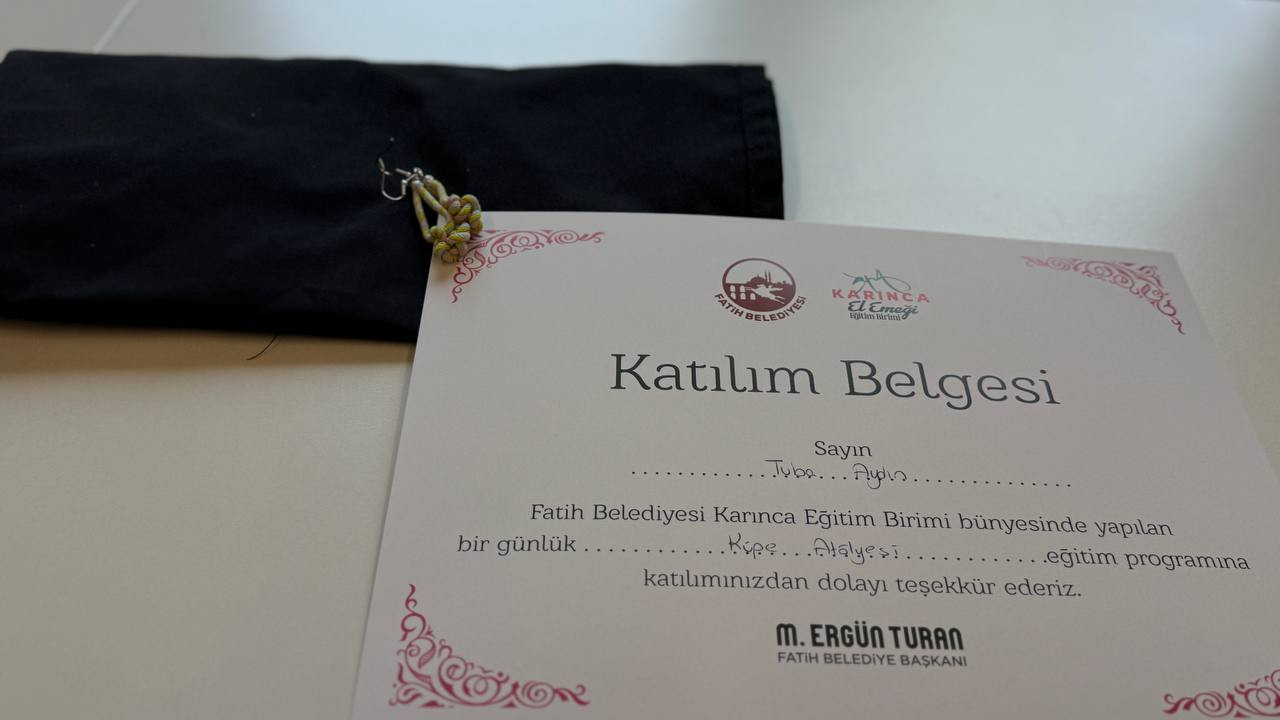 FATİH BELEDİYESİ
KARINCA
El Emeği
Eğitim Birimi
Katılım Belgesi
Sayın
............Tuba...Aydın..............
Fatih Belediyesi Karınca Eğitim Birimi bünyesinde yapılan
bir günlük ............Küpe...Atölyesi............eğitim programına
katılımınızdan dolayı teşekkür ederiz.
M. ERGÜN TURAN
FATİH BELEDİYE BAŞKANI